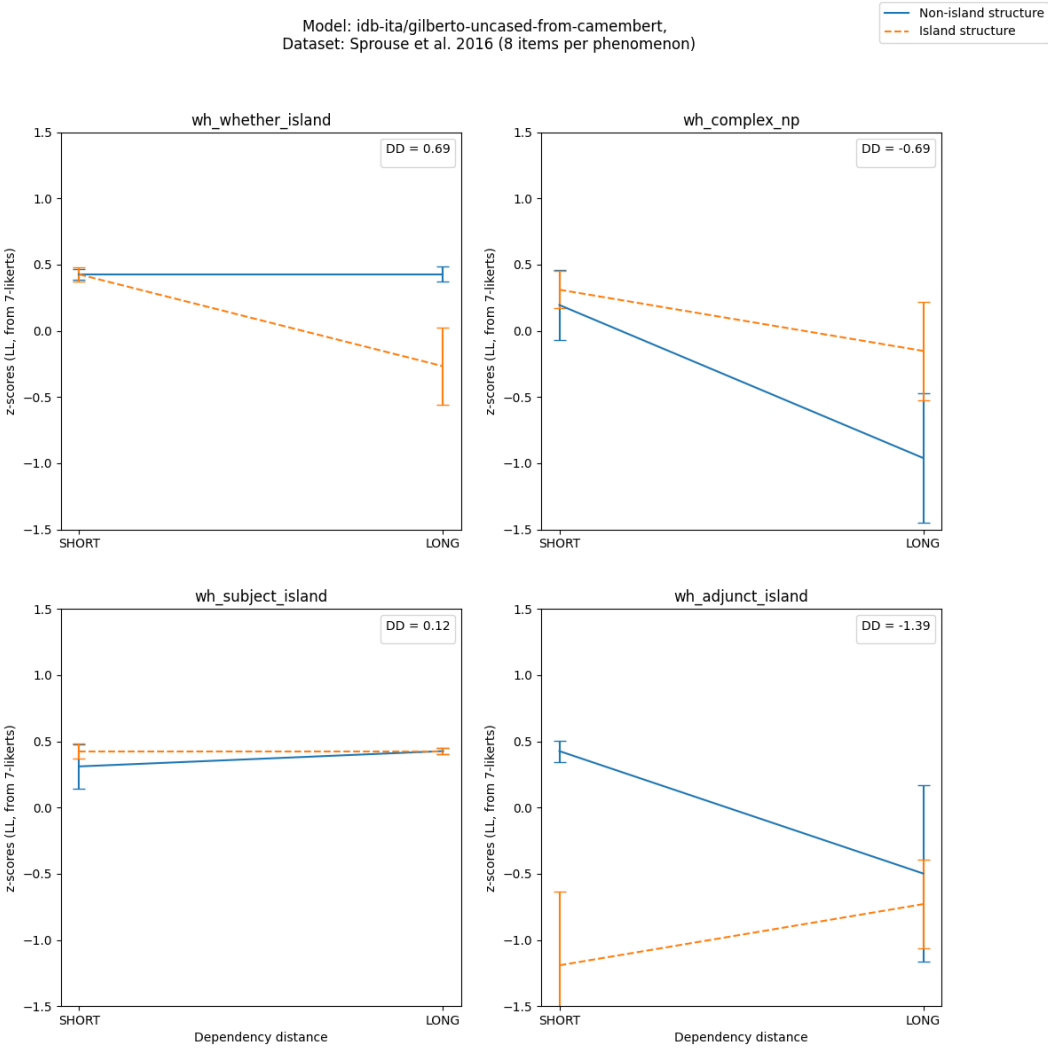 Model: idb-ita/gilberto-uncased-from-camembert,
Dataset: Sprouse et al. 2016 (8 items per phenomenon)
Non-island structure
Island structure
wh_whether_island
DD = 0.69
z-scores (LL, from 7-likerts)
1.5
1.0
0.5
0.0
−0.5
−1.0
−1.5
SHORT
LONG
wh_complex_np
DD = -0.69
z-scores (LL, from 7-likerts)
1.5
1.0
0.5
0.0
−0.5
−1.0
−1.5
SHORT
LONG
wh_subject_island
DD = 0.12
z-scores (LL, from 7-likerts)
1.5
1.0
0.5
0.0
−0.5
−1.0
−1.5
SHORT
LONG
Dependency distance
wh_adjunct_island
DD = -1.39
z-scores (LL, from 7-likerts)
1.5
1.0
0.5
0.0
−0.5
−1.0
−1.5
SHORT
LONG
Dependency distance